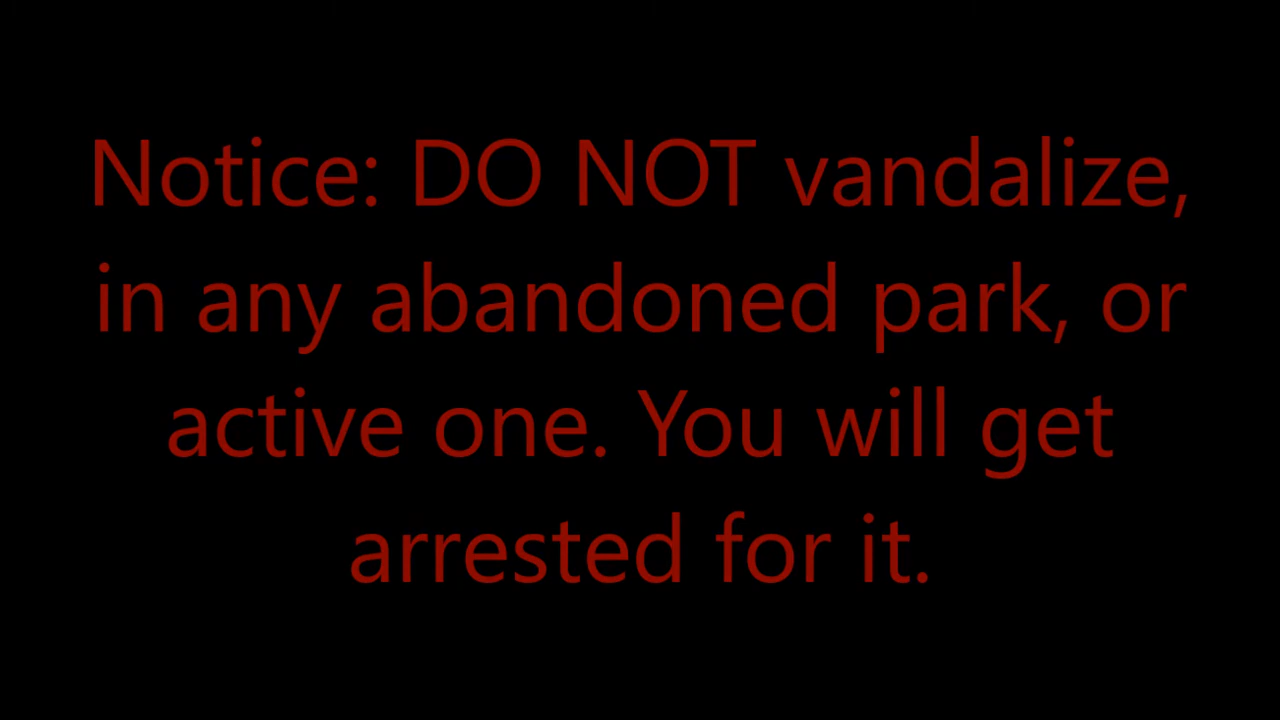 Notice: DO NOT vandalize,
in any abandoned park, or
active one. You will get
arrested for it.